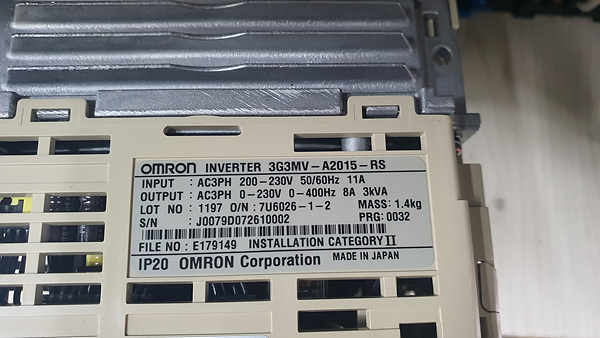 OMRON INVERTER 3G3MV-A2015-RS
INPUT : AC3PH 200-230V 50/60Hz 11A
OUTPUT : AC3PH 0-230V 0-400Hz 8A 3kVA
LOT NO : 1197 O/N : 7U6026-1-2 MASS: 1.4kg
S/N : J0079D072610002 PRG: 0032
FILE NO : E179149 INSTALLATION CATEGORY II
IP20 OMRON Corporation MADE IN JAPAN